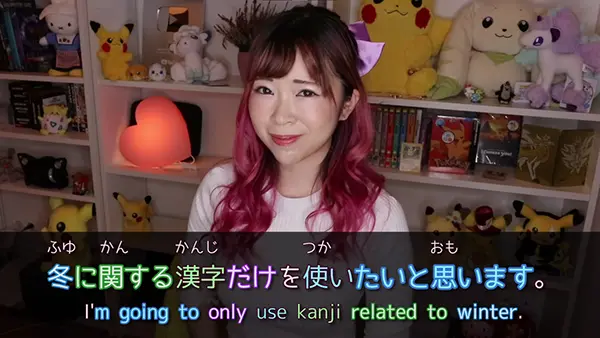 ふゆ かん かんじ つか おも
冬に関する漢字だけを使いたいと思います。
I'm going to only use kanji related to winter.